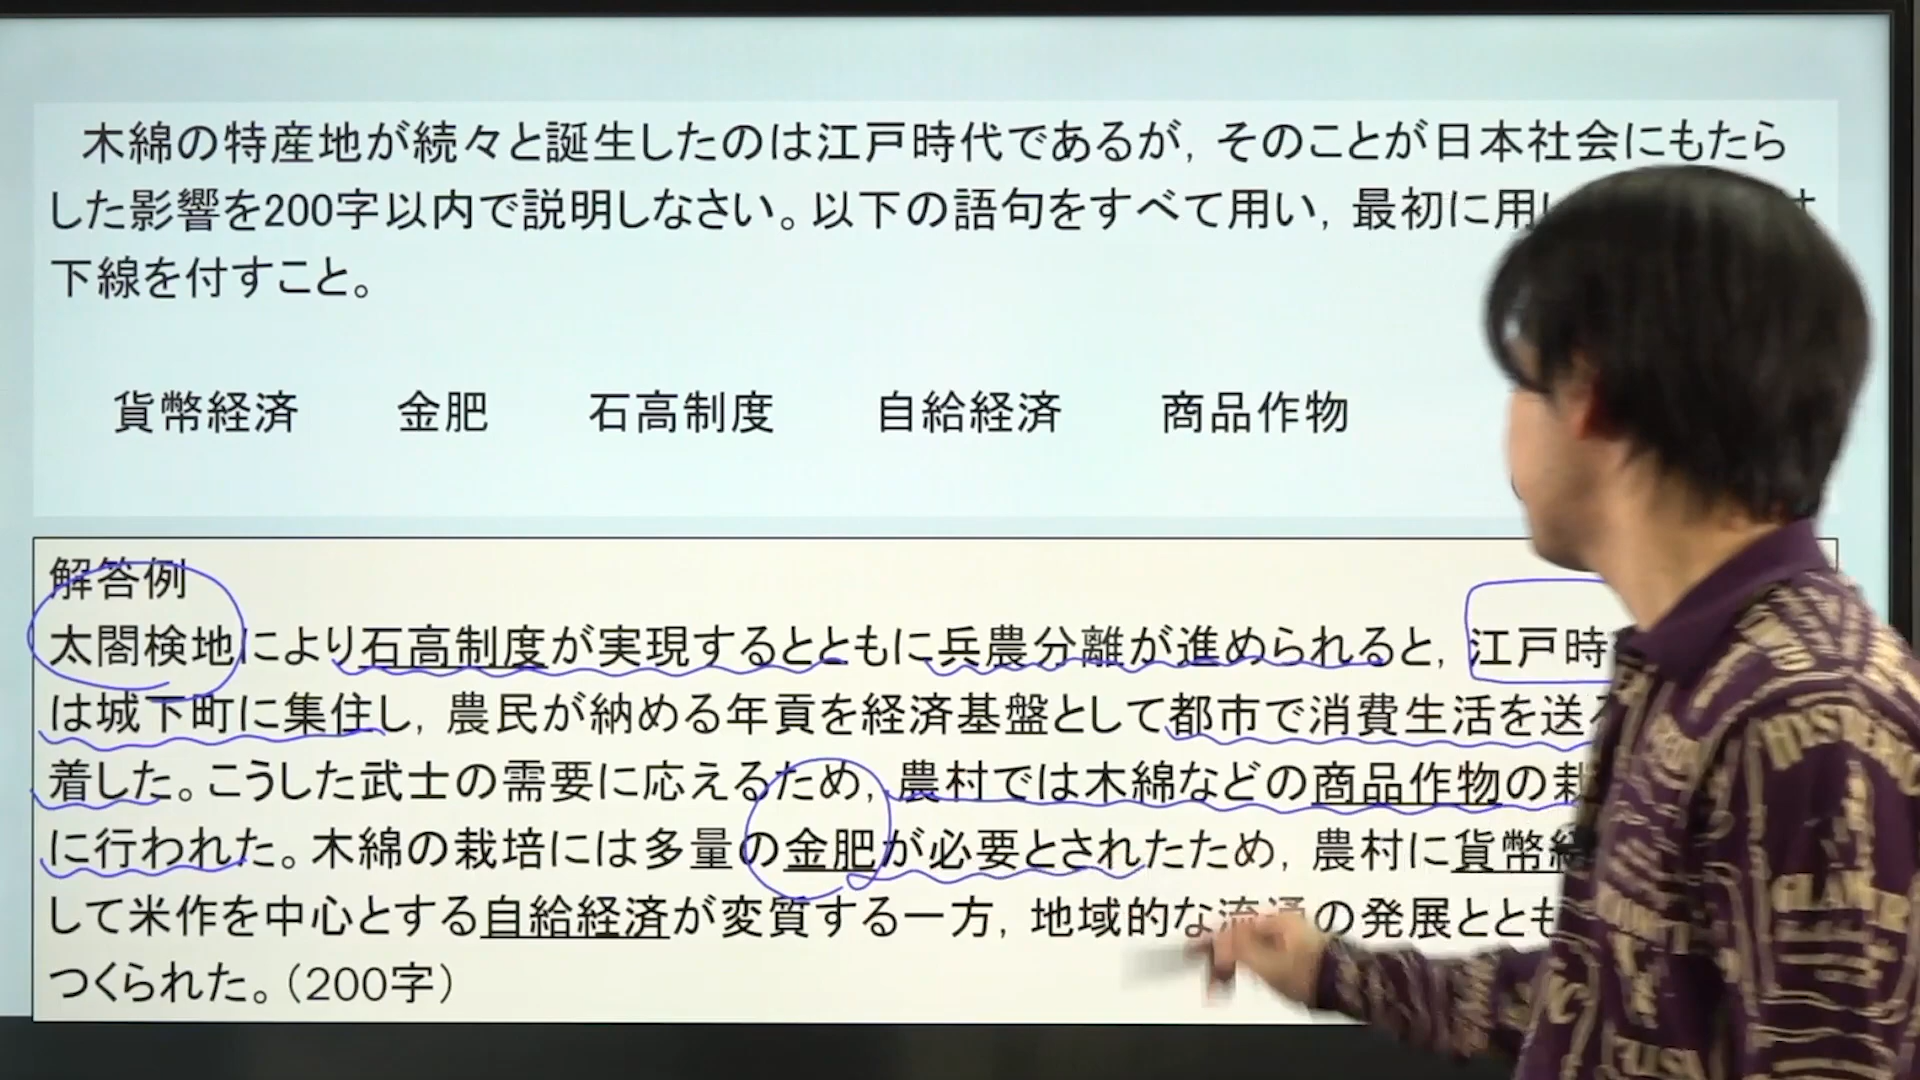 木綿の特産地が続々と誕生したのは江戸時代であるが，そのことが日本社会にもたら
した影響を200字以内で説明しなさい。以下の語句をすべて用い，最初に用い
下線を付すこと。
貨幣経済　金肥　石高制度　自給経済　商品作物
解答例
太閤検地により石高制度が実現するとともに兵農分離が進められると，江戸時
は城下町に集住し，農民が納める年貢を経済基盤として都市で消費生活を送る
着した。こうした武士の需要に応えるため，農村では木綿などの商品作物の栽
に行われた。木綿の栽培には多量の金肥が必要とされたため，農村に貨幣経
して米作を中心とする自給経済が変質する一方，地域的な流通の発展ととも
つくられた。（200字）